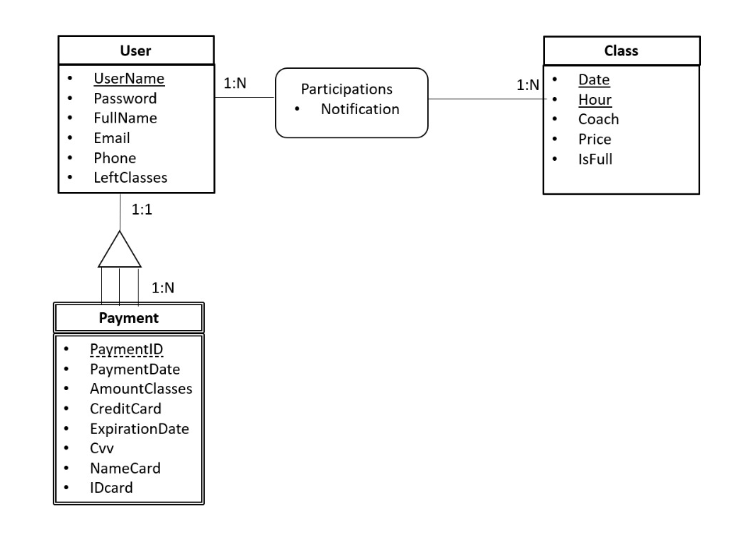 User
• UserName
• Password
• FullName
• Email
• Phone
• LeftClasses
1:N
Participations
• Notification
1:N
Class
• Date
• Hour
• Coach
• Price
• IsFull
1:1
1:N
Payment
• PaymentID
• PaymentDate
• AmountClasses
• CreditCard
• ExpirationDate
• Cvv
• NameCard
• IDcard